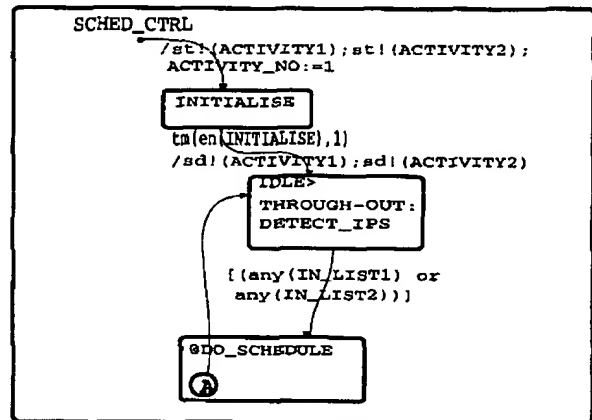 SCHED_CTRL
/st!(ACTIVITY1);st!(ACTIVITY2);
ACTIVITY_NO:=1
INITIALISE
tm(en(INITIALISE),1)
/sd!(ACTIVITY1);sd!(ACTIVITY2)
IDLE>
THROUGH-OUT:
DETECT_IPS
[(any(IN_LIST1) or
any(IN_LIST2))]
@DO_SCHEDULE
A